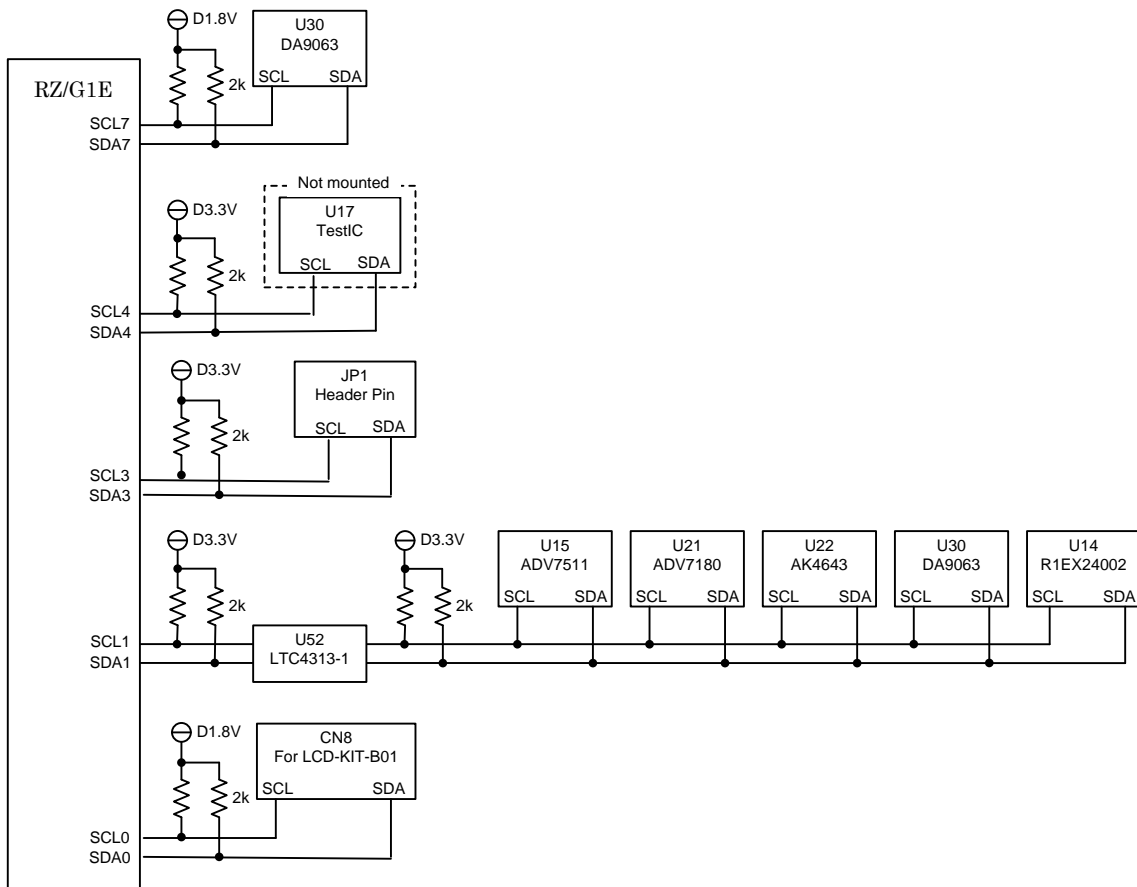 RZ/G1E
D1.8V
U30
DA9063
SCL SDA
2k
SCL7
SDA7
Not mounted
D3.3V
U17
TestIC
SCL SDA
2k
SCL4
SDA4
D3.3V
JP1
Header Pin
SCL SDA
2k
SCL3
SDA3
D3.3V
2k
U52
LTC4313-1
D3.3V
2k
U15
ADV7511
SCL SDA
U21
ADV7180
SCL SDA
U22
AK4643
SCL SDA
U30
DA9063
SCL SDA
U14
R1EX24002
SCL SDA
SCL1
SDA1
D1.8V
CN8
For LCD-KIT-B01
SCL SDA
2k
SCL0
SDA0